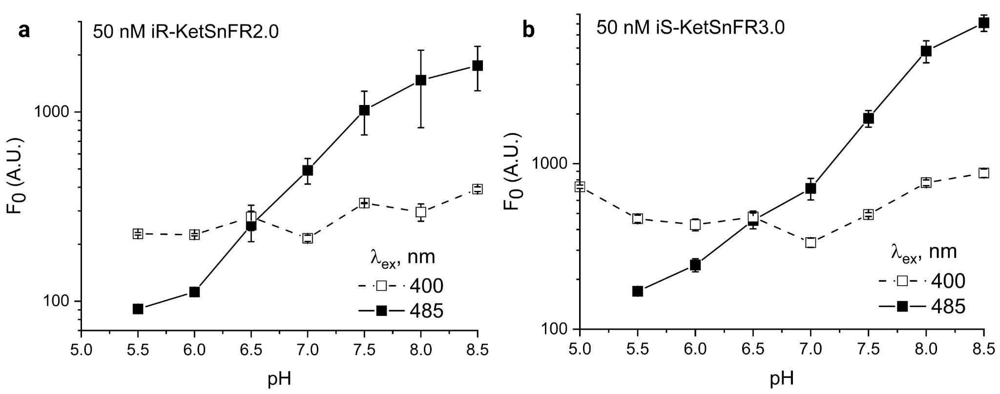 a
50 nM iR-KetSnFR2.0
1000
100
F0 (A.U.)
λex, nm
400
485
5.0 5.5 6.0 6.5 7.0 7.5 8.0 8.5
pH
b
50 nM iS-KetSnFR3.0
1000
100
F0 (A.U.)
λex, nm
400
485
5.0 5.5 6.0 6.5 7.0 7.5 8.0 8.5
pH